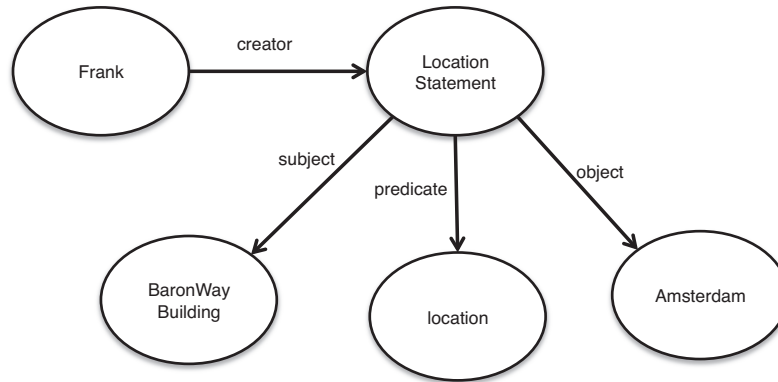 creator
Frank
Location
Statement
subject
object
predicate
BaronWay
Building
location
Amsterdam